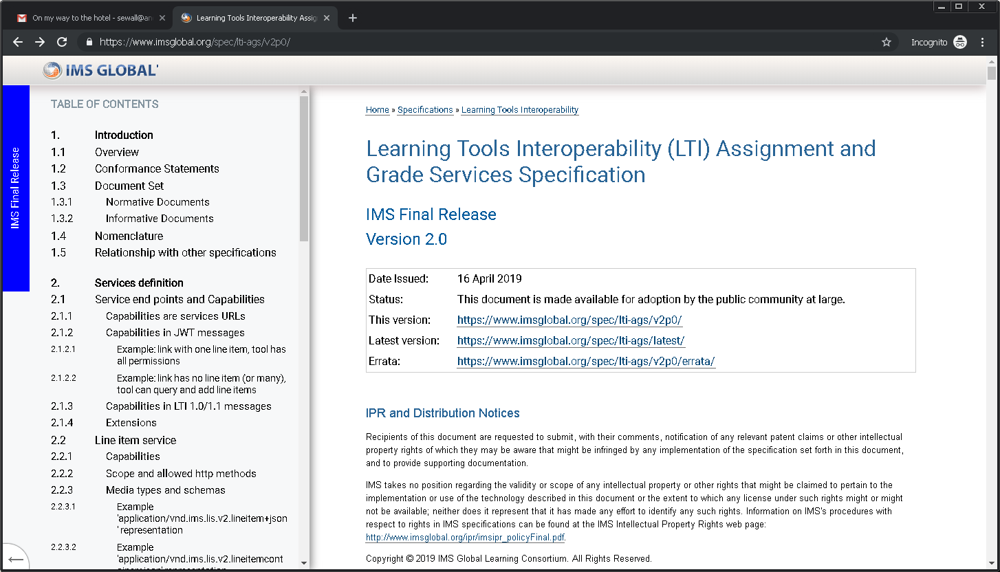 On my way to the hotel - sewall@an
Learning Tools Interoperability Assig
https://www.imsglobal.org/spec/lti-ags/v2p0/
Incognito
IMS GLOBAL
IMS Final Release
TABLE OF CONTENTS
1. Introduction
1.1 Overview
1.2 Conformance Statements
1.3 Document Set
1.3.1 Normative Documents
1.3.2 Informative Documents
1.4 Nomenclature
1.5 Relationship with other specifications
2. Services definition
2.1 Service end points and Capabilities
2.1.1 Capabilities are services URLs
2.1.2 Capabilities in JWT messages
2.1.2.1 Example: link with one line item, tool has
all permissions
2.1.2.2 Example: link has no line item (or many),
tool can query and add line items
2.1.3 Capabilities in LTI 1.0/1.1 messages
2.1.4 Extensions
2.2 Line item service
2.2.1 Capabilities
2.2.2 Scope and allowed http methods
2.2.3 Media types and schemas
2.2.3.1 Example
'application/vnd.ims.lis.v2.lineitem+json
' representation
2.2.3.2 Example
'application/vnd.ims.lis.v2.lineitemcont
Home » Specifications » Learning Tools Interoperability
Learning Tools Interoperability (LTI) Assignment and
Grade Services Specification
IMS Final Release
Version 2.0
Date Issued: 16 April 2019
Status: This document is made available for adoption by the public community at large.
This version: https://www.imsglobal.org/spec/lti-ags/v2p0/
Latest version: https://www.imsglobal.org/spec/lti-ags/latest/
Errata: https://www.imsglobal.org/spec/lti-ags/v2p0/errata/
IPR and Distribution Notices
Recipients of this document are requested to submit, with their comments, notification of any relevant patent claims or other intellectual
property rights of which they may be aware that might be infringed by any implementation of the specification set forth in this document,
and to provide supporting documentation.
IMS takes no position regarding the validity or scope of any intellectual property or other rights that might be claimed to pertain to the
implementation or use of the technology described in this document or the extent to which any license under such rights might or might
not be available; neither does it represent that it has made any effort to identify any such rights. Information on IMS's procedures with
respect to rights in IMS specifications can be found at the IMS Intellectual Property Rights web page:
http://www.imsglobal.org/ipr/imsipr_policyFinal.pdf.
Copyright © 2019 IMS Global Learning Consortium. All Rights Reserved.